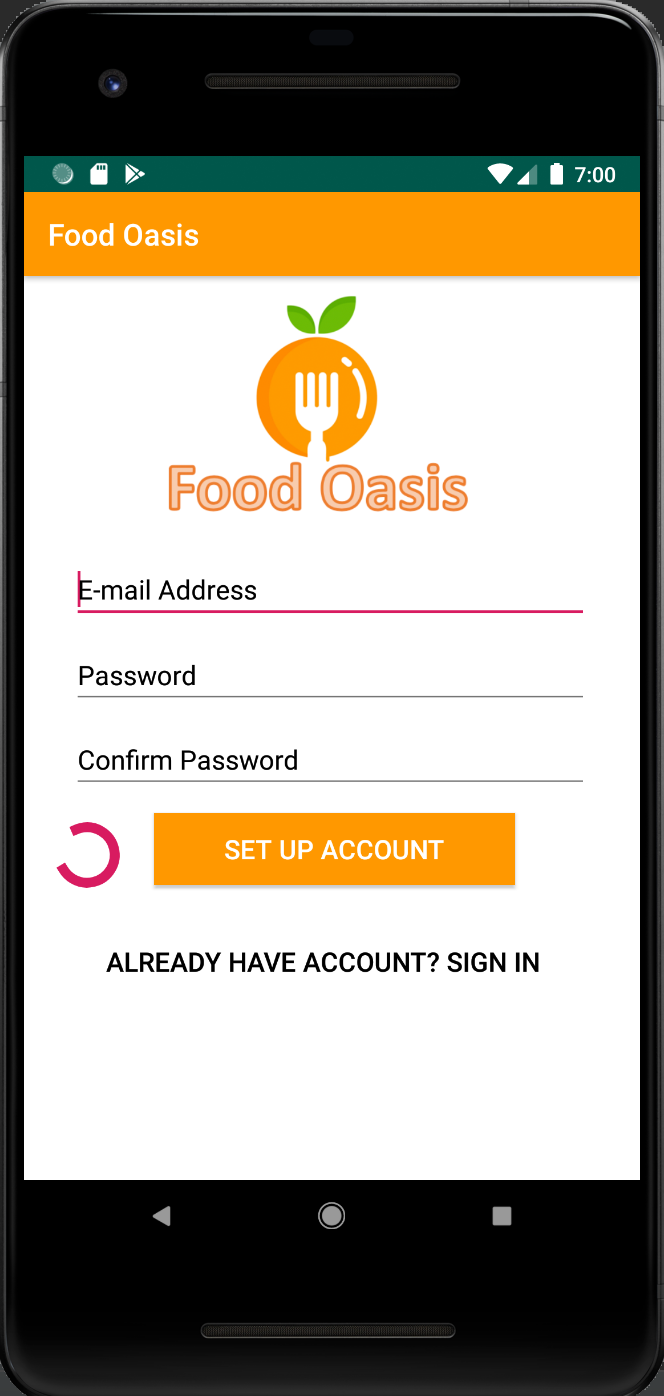 7:00
Food Oasis
Food Oasis
E-mail Address
Password
Confirm Password
SET UP ACCOUNT
ALREADY HAVE ACCOUNT? SIGN IN